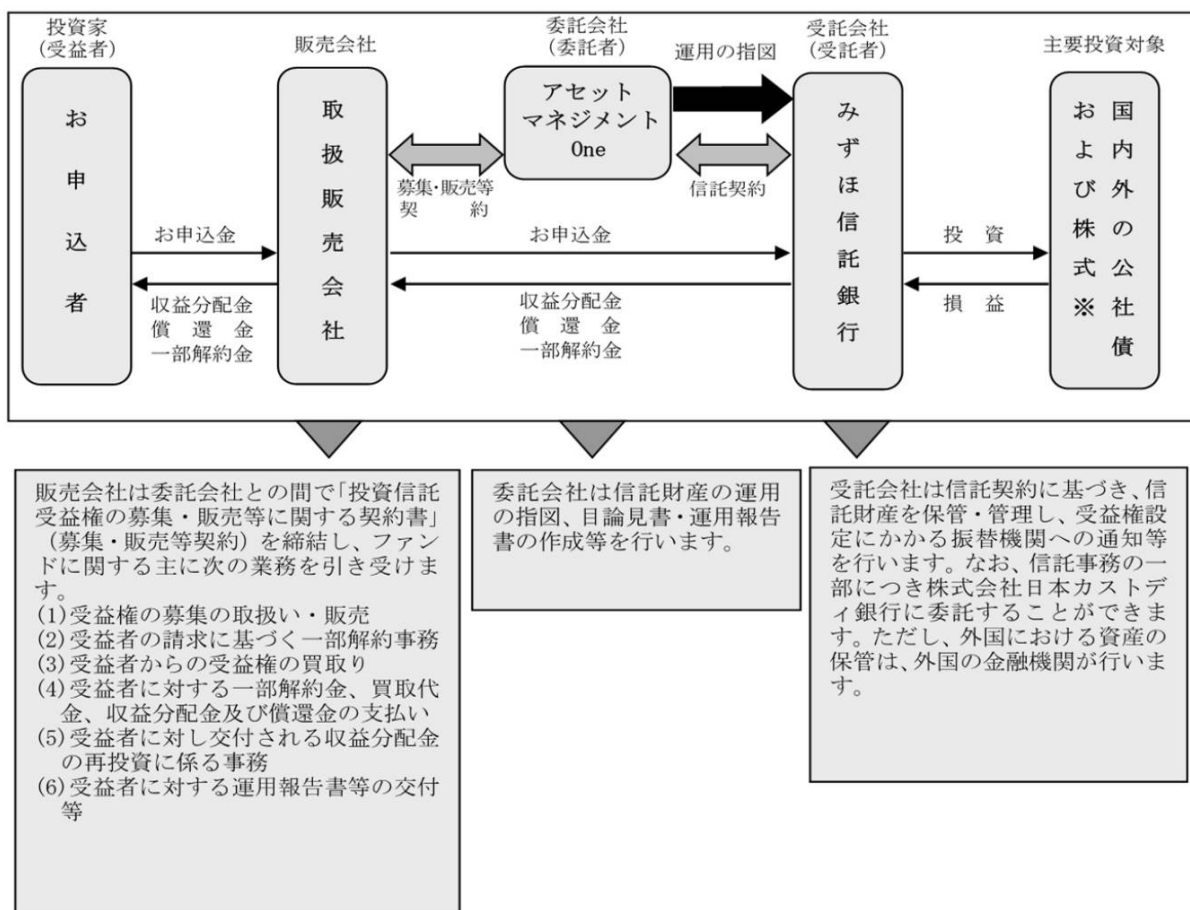 投資家
(受益者)
販売会社
委託会社
(委託者)
運用の指図
受託会社
(受託者)
主要投資対象
お申込者
取扱販売会社
アセット
マネジメント
One
みずほ信託銀行
国内外の公社債
および株式※
募集・販売等
契約
信託契約
お申込金
お申込金
投資
収益分配金
償還金
一部解約金
収益分配金
償還金
一部解約金
損益
販売会社は委託会社との間で「投資信託
受益権の募集・販売等に関する契約書」
(募集・販売等契約)を締結し、ファン
ドに関する主に次の業務を引き受けま
す。
(1)受益権の募集の取扱い・販売
(2)受益者の請求に基づく一部解約事務
(3)受益者からの受益権の買取り
(4)受益者に対する一部解約金、買取代
金、収益分配金及び償還金の支払い
(5)受益者に対し交付される収益分配金
の再投資に係る事務
(6)受益者に対する運用報告書等の交付
等
委託会社は信託財産の運用
の指図、目論見書・運用報告
書の作成等を行います。
受託会社は信託契約に基づき、信
託財産を保管・管理し、受益権設
定にかかる振替機関への通知等
を行います。なお、信託事務の一
部につき株式会社日本カストデ
ィ銀行に委託することができま
す。ただし、外国における資産の
保管は、外国の金融機関が行いま
す。